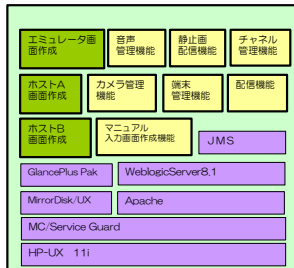 エミュレータ画
面作成
音声
管理機能
静止画
配信機能
チャネル
管理機能
ホストA
画面作成
カメラ管理
機能
端末
管理機能
配信機能
ホストB
画面作成
マニュアル
入力画面作成機能
JMS
GlancePlus Pak
WeblogicServer8.1
MirrorDisk/UX
Apache
MC/Service Guard
HP-UX 11i